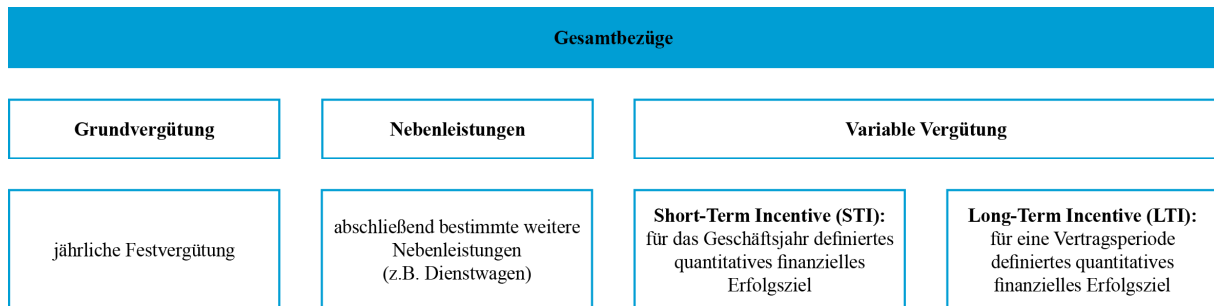 Gesamtbezüge
Grundvergütung
Nebenleistungen
Variable Vergütung
jährliche Festvergütung
abschließend bestimmte weitere
Nebenleistungen
(z.B. Dienstwagen)
Short-Term Incentive (STI):
für das Geschäftsjahr definiertes
quantitatives finanzielles
Erfolgsziel
Long-Term Incentive (LTI):
für eine Vertragsperiode
definiertes quantitatives
finanzielles Erfolgsziel